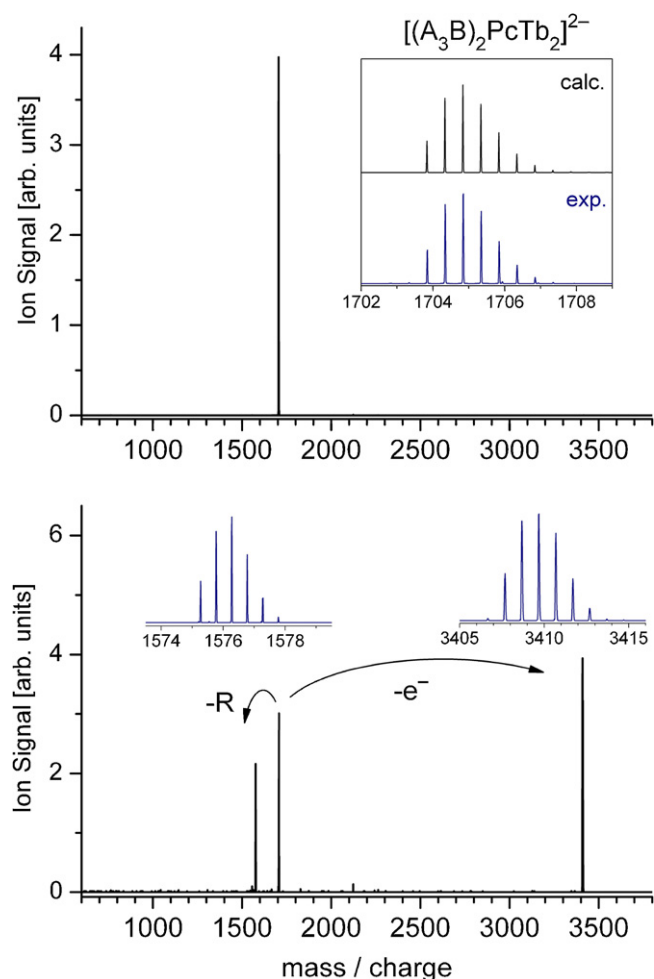 [(A₃B)₂PcTb₂]²⁻
4
3
2
1
0
Ion Signal [arb. units]
calc.
exp.
1702 1704 1706 1708
1000 1500 2000 2500 3000 3500
6
4
2
0
Ion Signal [arb. units]
1574 1576 1578
3405 3410 3415
-R
-e⁻
1000 1500 2000 2500 3000 3500
mass / charge